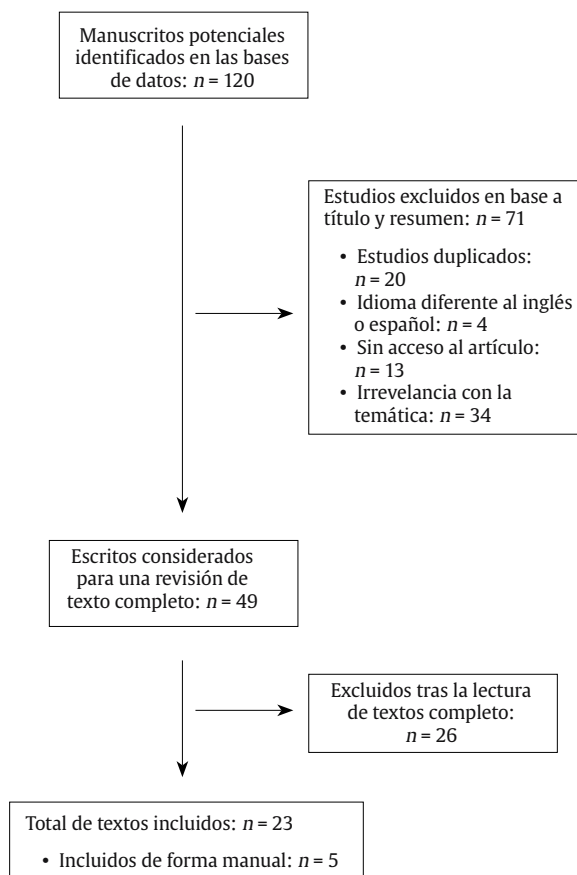 Manuscritos potenciales
identificados en las bases
de datos: n = 120
Estudios excluidos en base a
título y resumen: n = 71
• Estudios duplicados:
n = 20
• Idioma diferente al inglés
o español: n = 4
• Sin acceso al artículo:
n = 13
• Irrevelancia con la
temática: n = 34
Escritos considerados
para una revisión de
texto completo: n = 49
Excluidos tras la lectura
de textos completo:
n = 26
Total de textos incluidos: n = 23
• Incluidos de forma manual: n = 5